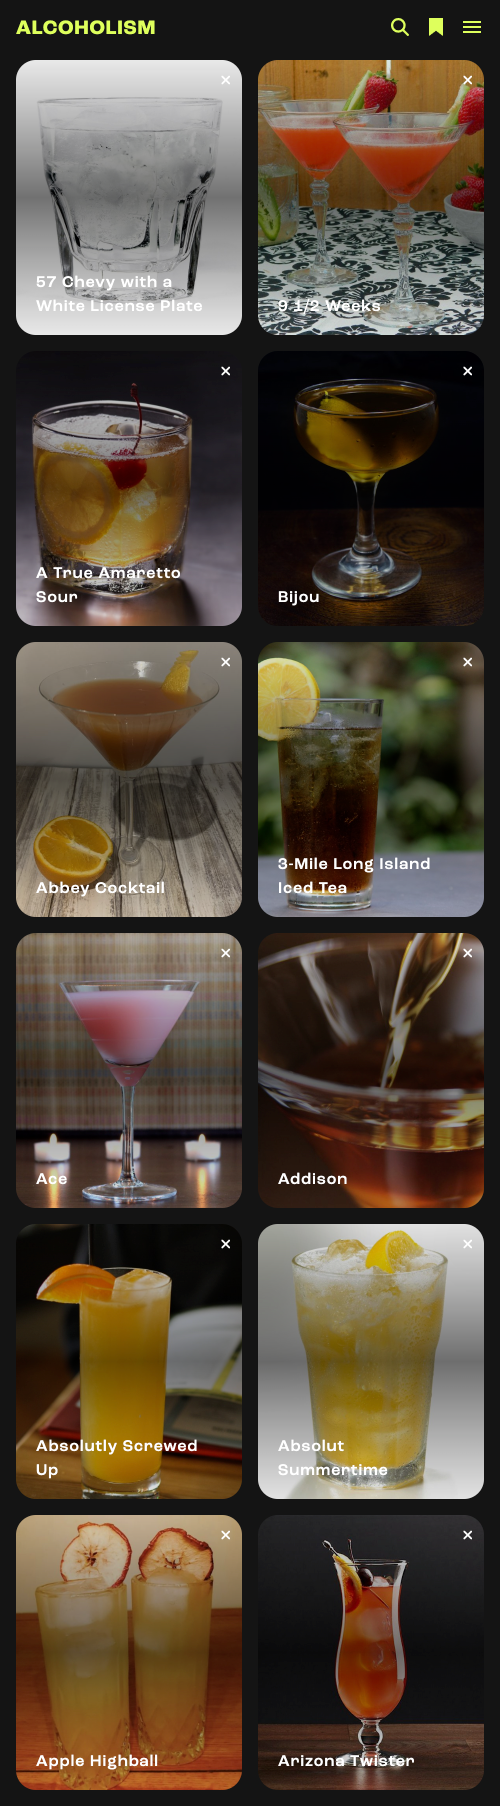 ALCOHOLISM
57 Chevy with a
White License Plate
9 1/2 Weeks
A True Amaretto
Sour
Bijou
Abbey Cocktail
3-Mile Long Island
Iced Tea
Ace
Addison
Absolutly Screwed
Up
Absolut
Summertime
Apple Highball
Arizona Twister